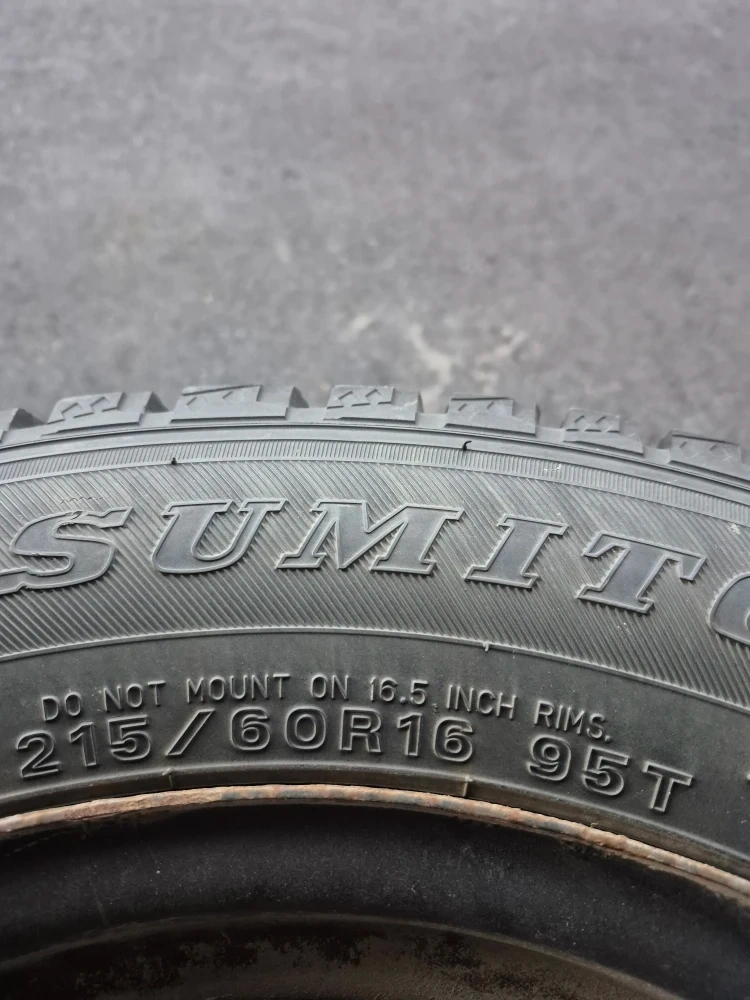 SUMITO
DO NOT MOUNT ON 16.5 INCH RIMS.
215/60R16 95T